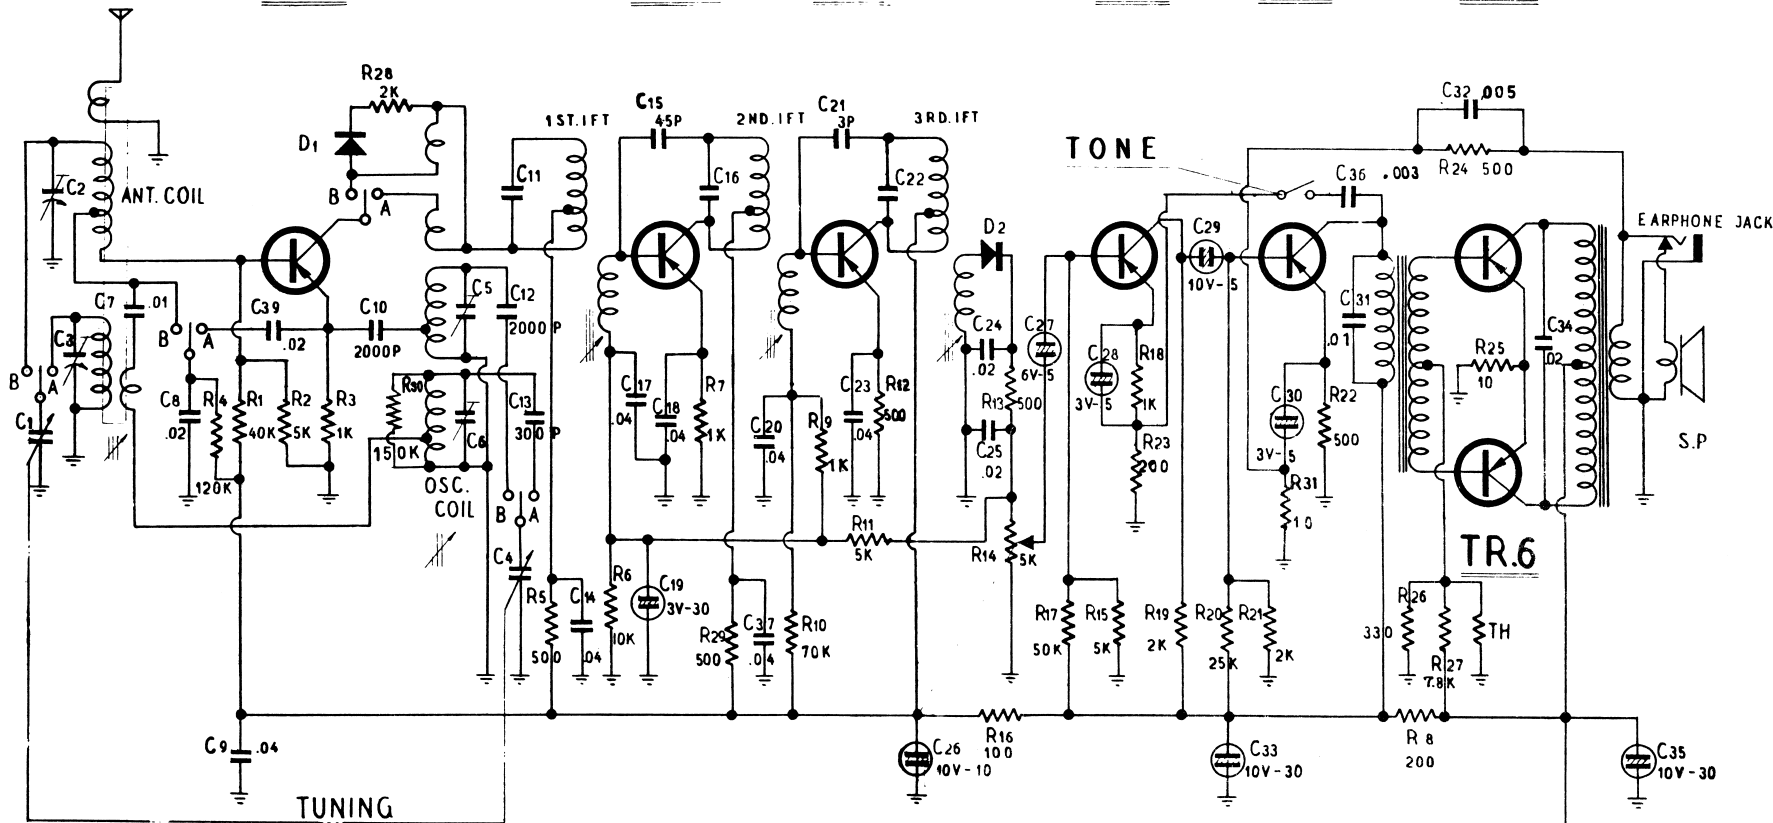 C32 .005
R28
2K
C15
45P
C21
3P
1ST.IFT
2ND.IFT
3RD.IFT
TONE
D1
R24 500
C36 .003
C2
ANT. COIL
B A
C11
C16
C22
D2
C29
10V-5
EARPHONE JACK
C7 .01
C39
.02
C10
2000P
C5
C12
2000P
C3
B A
B A
C1
C8
.02
R4
120K
R1
40K
R2
5K
R3
1K
R30
150K
C6
C13
300P
OSC.
COIL
B A
C4
C17
.04
C18
.04
R7
1K
C20
.04
R9
1K
C23
.04
R12
500
C24
.02
R13
500
C25
.02
C27
6V-5
C28
3V-5
R18
1K
R23
200
C30
3V-5
R22
500
R31
10
C31
.01
R25
10
C34
.02
S.P
TR.6
R11
5K
R14
5K
R5
500
C14
.04
R6
10K
C19
3V-30
R29
500
C37
.04
R10
70K
R17
50K
R15
5K
R19
2K
R20
25K
R21
2K
R26
330
R27
7.8K
TH
C9 .04
R16
100
C26
10V-10
C33
10V-30
R8
200
C35
10V-30
TUNING